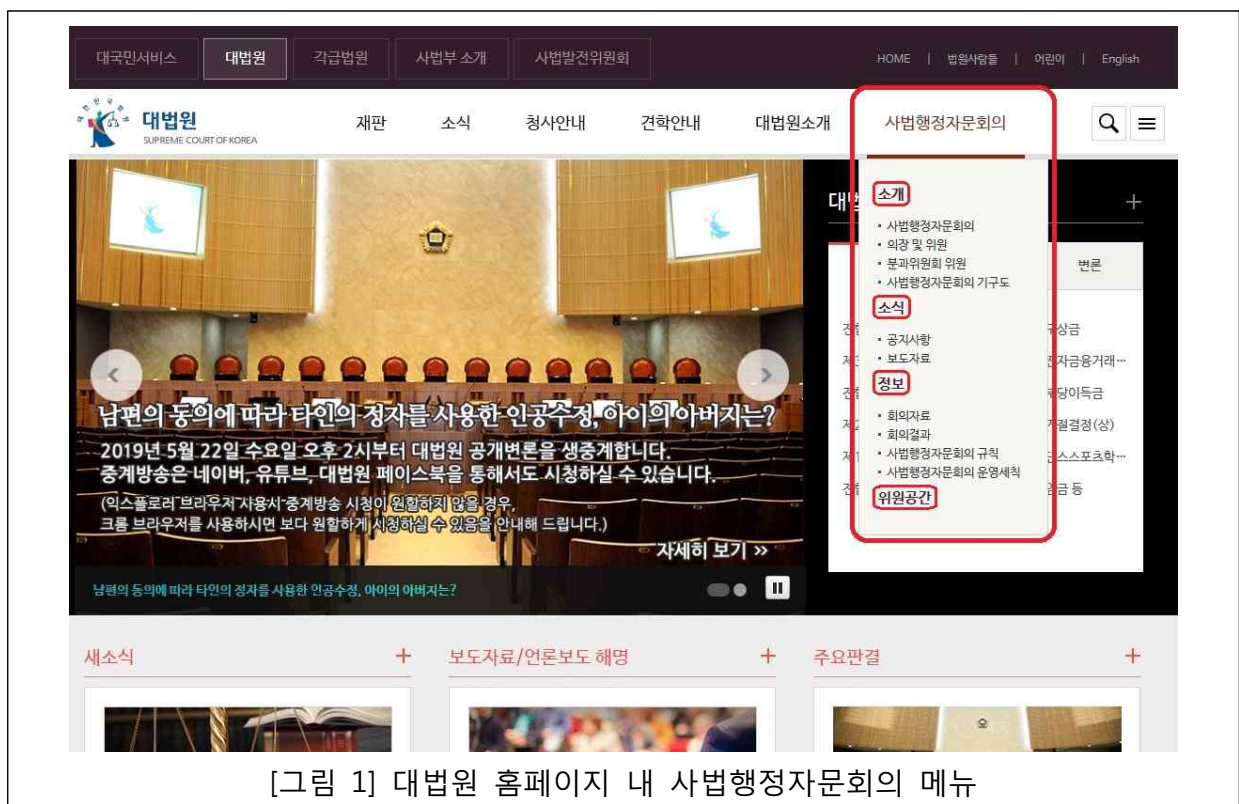 대국민서비스 대법원 각급법원 사법부 소개 사법발전위원회 HOME | 법원사람들 | 어린이 | English
대법원
SUPREME COURT OF KOREA
재판 소식 청사안내 견학안내 대법원소개 사법행정자문회의
소개
사법행정자문회의
의장 및 위원
분과위원회 위원
사법행정자문회의 기구도
소식
공지사항
보도자료
정보
회의자료
회의결과
사법행정자문회의 규칙
사법행정자문회의 운영세칙
위원공간
변론
남편의 동의에 따라 타인의 정자를 사용한 인공수정, 아이의 아버지는?
2019년 5월 22일 수요일 오후 2시부터 대법원 공개변론을 생중계합니다.
중계방송은 네이버, 유튜브, 대법원 페이스북을 통해서도 시청하실 수 있습니다.
(익스플로러 브라우저 사용시 중계방송 시청이 원할하지 않을 경우,
크롬 브라우저를 사용하시면 보다 원할하게 시청하실 수 있음을 안내해 드립니다.)
자세히 보기 »
남편의 동의에 따라 타인의 정자를 사용한 인공수정, 아이의 아버지는?
새소식 + 보도자료/언론보도 해명 + 주요판결 +
[그림 1] 대법원 홈페이지 내 사법행정자문회의 메뉴